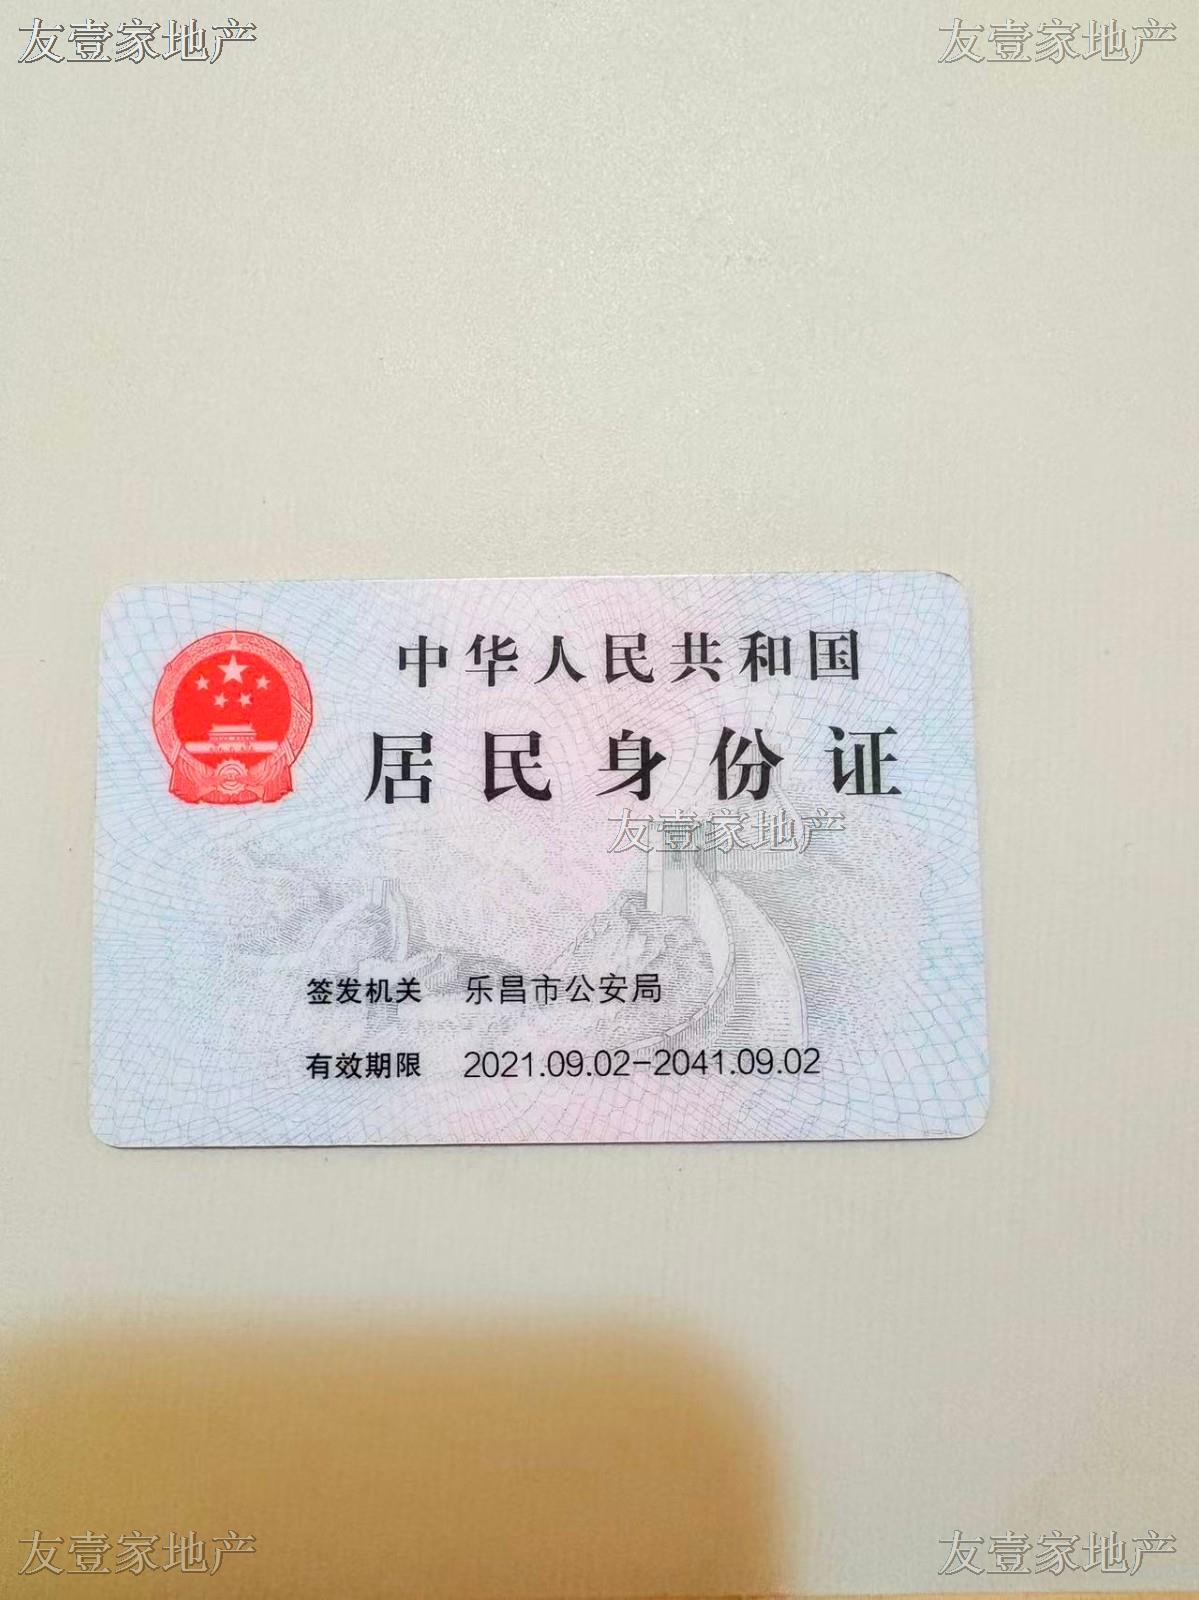 友壹家地产 友壹家地产
中华人民共和国
居民身份证
友壹家地产
签发机关 乐昌市公安局
有效期限 2021.09.02-2041.09.02
友壹家地产 友壹家地产